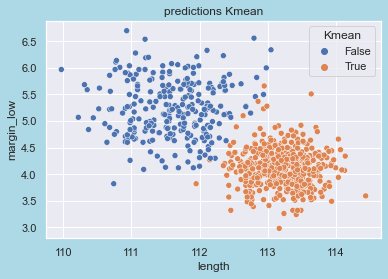 predictions Kmean
Kmean
False
True
margin_low
6.5
6.0
5.5
5.0
4.5
4.0
3.5
3.0
110 111 112 113 114
length